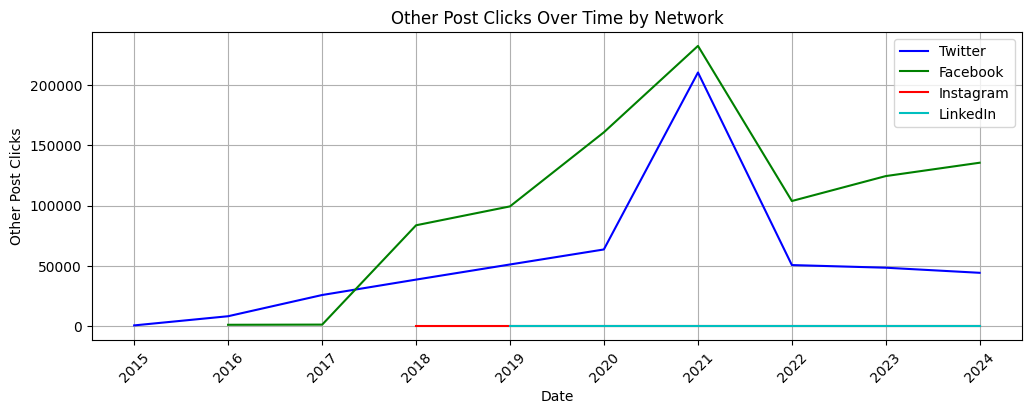 Other Post Clicks Over Time by Network
Twitter
Facebook
Instagram
LinkedIn
Other Post Clicks
200000
150000
100000
50000
0
2015 2016 2017 2018 2019 2020 2021 2022 2023 2024
Date